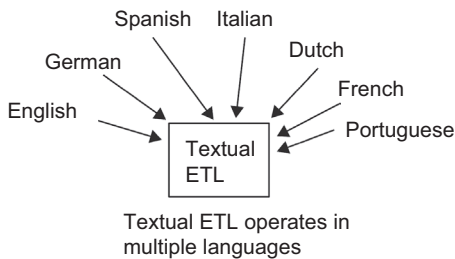 Spanish
Italian
German
Dutch
English
French
Portuguese
Textual
ETL
Textual ETL operates in
multiple languages